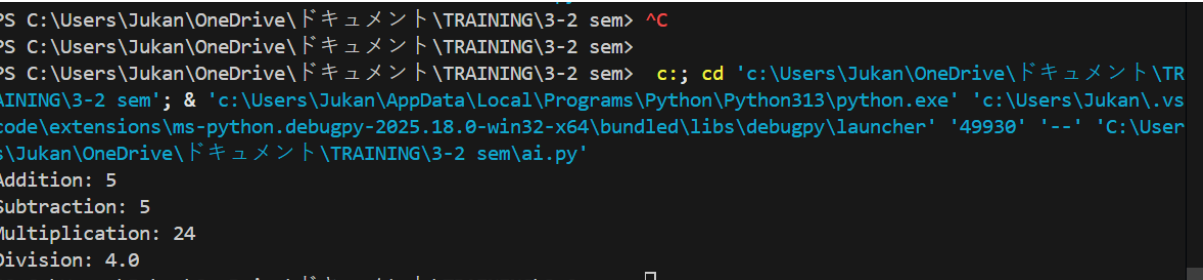 PS C:\Users\Jukan\OneDrive\ドキュメント\TRAINING\3-2 sem> ^C
PS C:\Users\Jukan\OneDrive\ドキュメント\TRAINING\3-2 sem>
PS C:\Users\Jukan\OneDrive\ドキュメント\TRAINING\3-2 sem>  c:; cd 'c:\Users\Jukan\OneDrive\ドキュメント\TR
AINING\3-2 sem'; & 'c:\Users\Jukan\AppData\Local\Programs\Python\Python313\python.exe' 'c:\Users\Jukan\.vs
code\extensions\ms-python.debugpy-2025.18.0-win32-x64\bundled\libs\debugpy\launcher' '49930' '--' 'C:\User
s\Jukan\OneDrive\ドキュメント\TRAINING\3-2 sem\ai.py'
Addition: 5
Subtraction: 5
Multiplication: 24
Division: 4.0